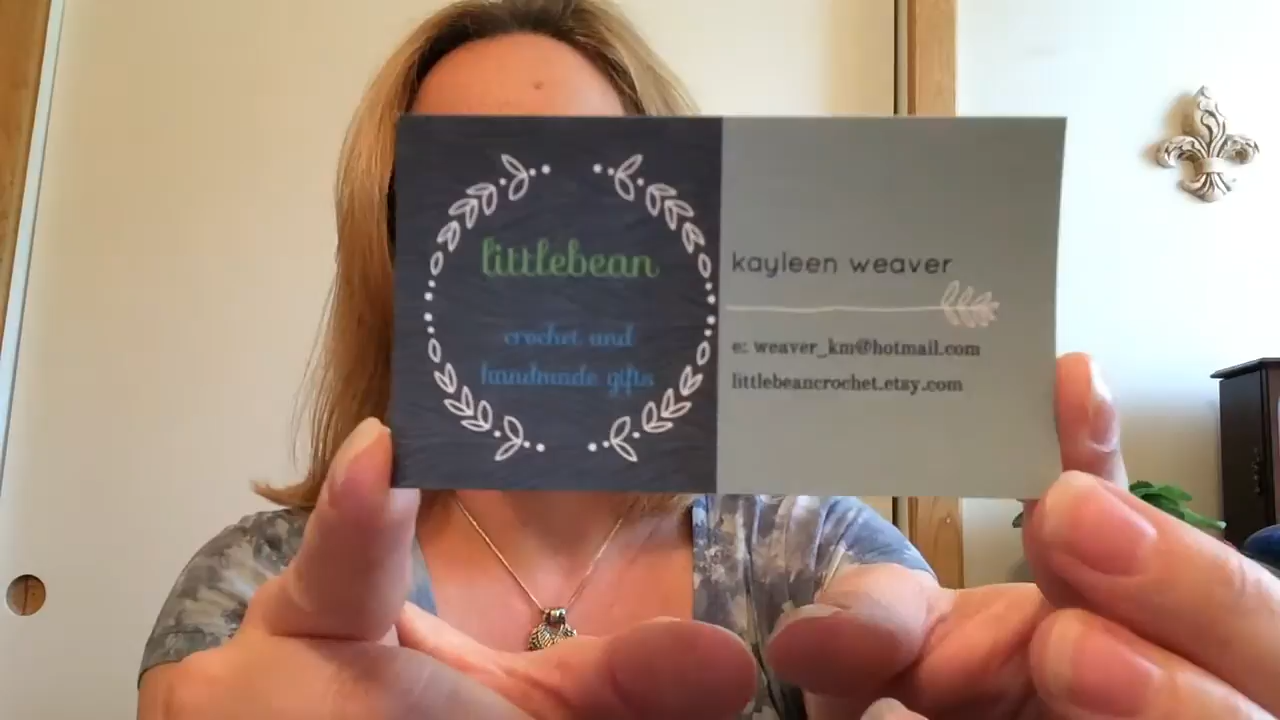 littlebean
crochet and
handmade gifts
kayleen weaver
e: weaver_km@hotmail.com
littlebeancrochet.etsy.com